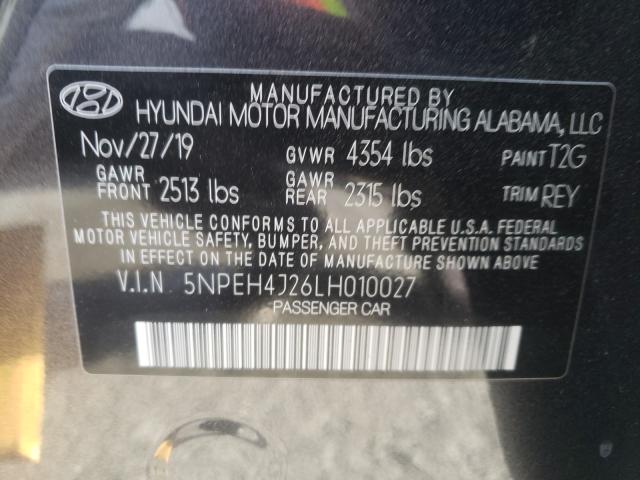 MANUFACTURED BY
HYUNDAI MOTOR MANUFACTURING ALABAMA, LLC
Nov/27/19 GVWR 4354 lbs PAINT T2G
GAWR FRONT 2513 lbs GAWR REAR 2315 lbs TRIM REY
THIS VEHICLE CONFORMS TO ALL APPLICABLE U.S.A. FEDERAL
MOTOR VEHICLE SAFETY, BUMPER, AND THEFT PREVENTION STANDARDS
IN EFFECT ON THE DATE OF MANUFACTURE SHOWN ABOVE
V.I.N. 5NPEH4J26LH010027
PASSENGER CAR